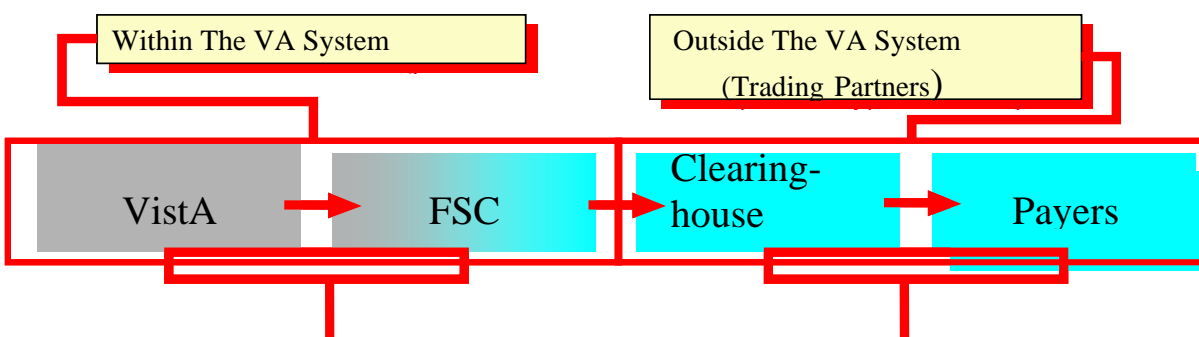 Within The VA System
Outside The VA System
(Trading Partners)
VistA
FSC
Clearing-
house
Payers